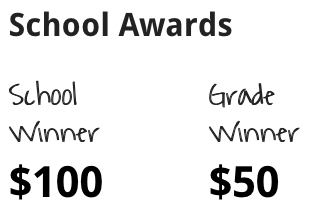 School Awards
School Grade
Winner Winner
$100 $50